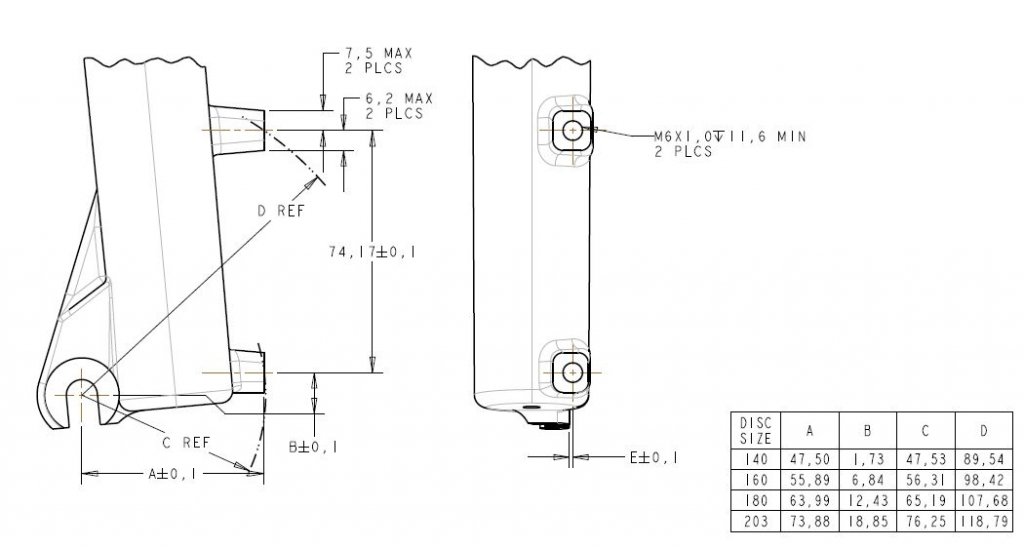 7,5 MAX
2 PLCS
6,2 MAX
2 PLCS
D REF
74,17±0,1
C REF
A±0,1
B±0,1
M6X1,0↧11,6 MIN
2 PLCS
E±0,1
DISC SIZE A B C D
140 47,50 1,73 47,53 89,54
160 55,89 6,84 56,31 98,42
180 63,99 12,43 65,19 107,68
203 73,88 18,85 76,25 118,79